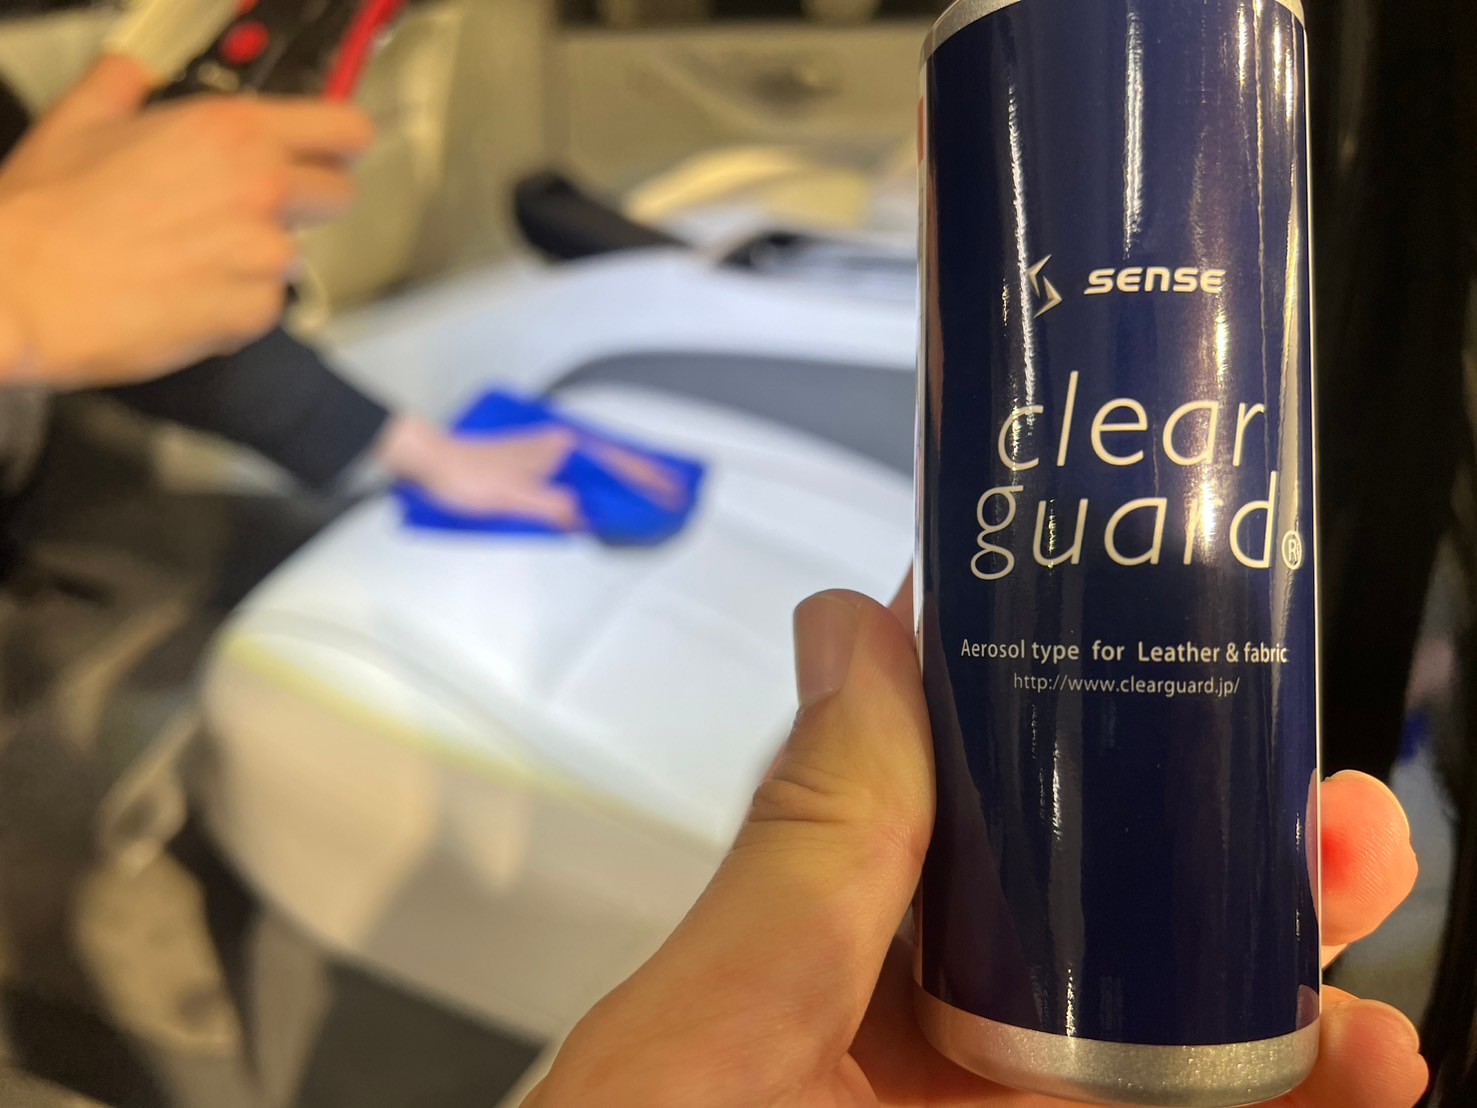 SENSE
clear
guard®
Aerosol type for Leather & fabric
http://www.clearguard.jp/